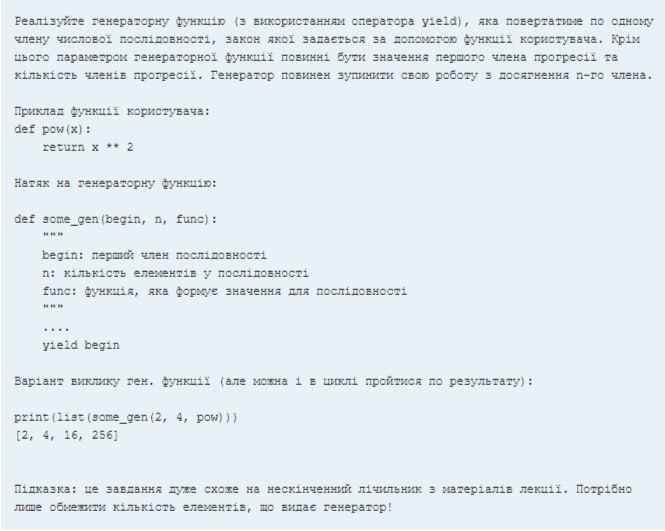 Реалізуйте генераторну функцію (з використанням оператора yield), яка повертатиме по одному
члену числової послідовності, закон якої задається за допомогою функції користувача. Крім
цього параметром генераторної функції повинні бути значення першого члена прогресії та
кількість членів прогресії. Генератор повинен зупинити свою роботу з досягнення n-го члена.
Приклад функції користувача:
def pow(x):
    return x ** 2
Натяк на генераторну функцію:
def some_gen(begin, n, func):
    """
    begin: перший член послідовності
    n: кількість елементів у послідовності
    func: функція, яка формує значення для послідовності
    """
    ....
    yield begin
Варіант виклику ген. функції (але можна і в циклі пройтися по результату):
print(list(some_gen(2, 4, pow)))
[2, 4, 16, 256]
Підказка: це завдання дуже схоже на нескінченний лічильник з матеріалів лекції. Потрібно
лише обмежити кількість елементів, що видає генератор!